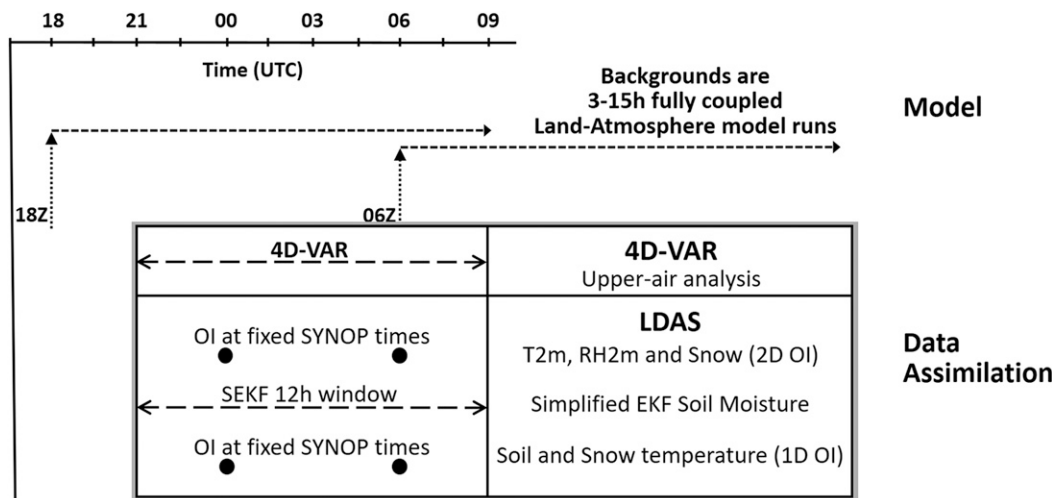 18 21 00 03 06 09
Time (UTC)
Backgrounds are
3-15h fully coupled
Land-Atmosphere model runs
Model
18Z
06Z
4D-VAR
4D-VAR
Upper-air analysis
OI at fixed SYNOP times
SEKF 12h window
OI at fixed SYNOP times
LDAS
T2m, RH2m and Snow (2D OI)
Simplified EKF Soil Moisture
Soil and Snow temperature (1D OI)
Data
Assimilation